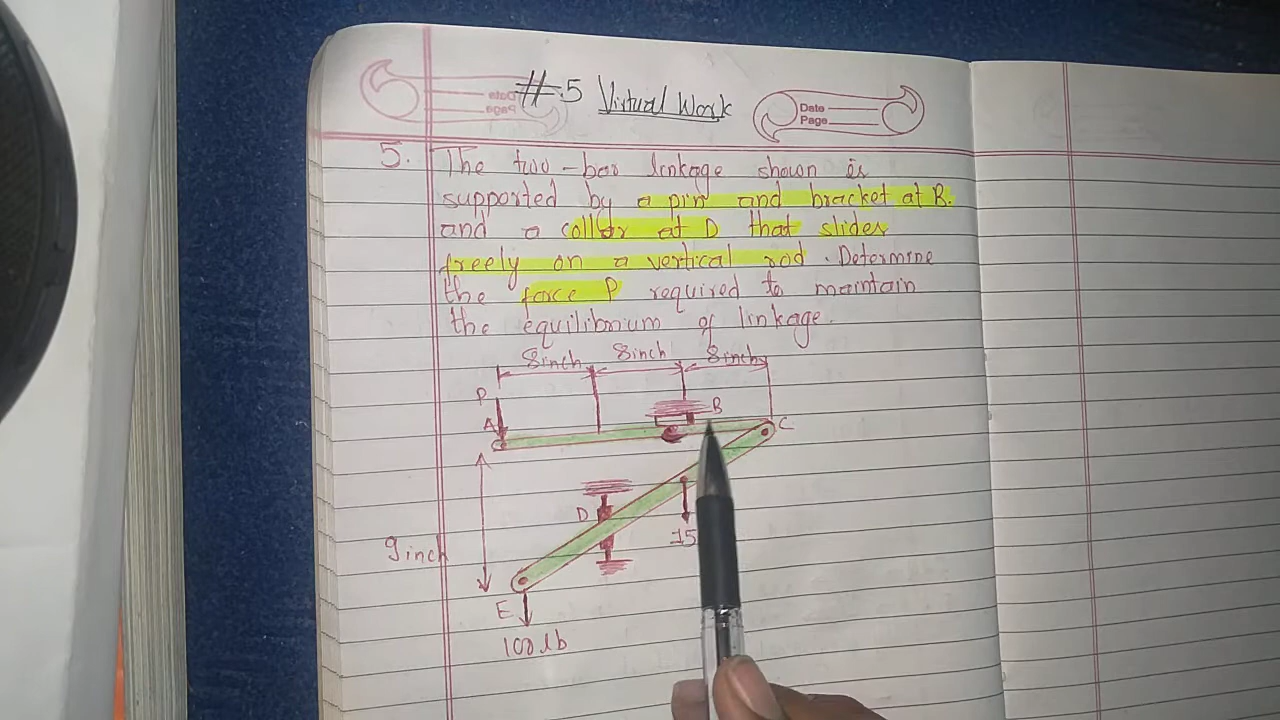 #.5 Virtual Work
Date
Page
5. The two-bar linkage shown is
supported by a pin and bracket at B.
and a collar at D that slides
freely on a vertical rod. Determine
the force P required to maintain
the equilibrium of linkage.
8inch 8inch 8inch
P
B
A
C
D
15
9inch
E
100lb